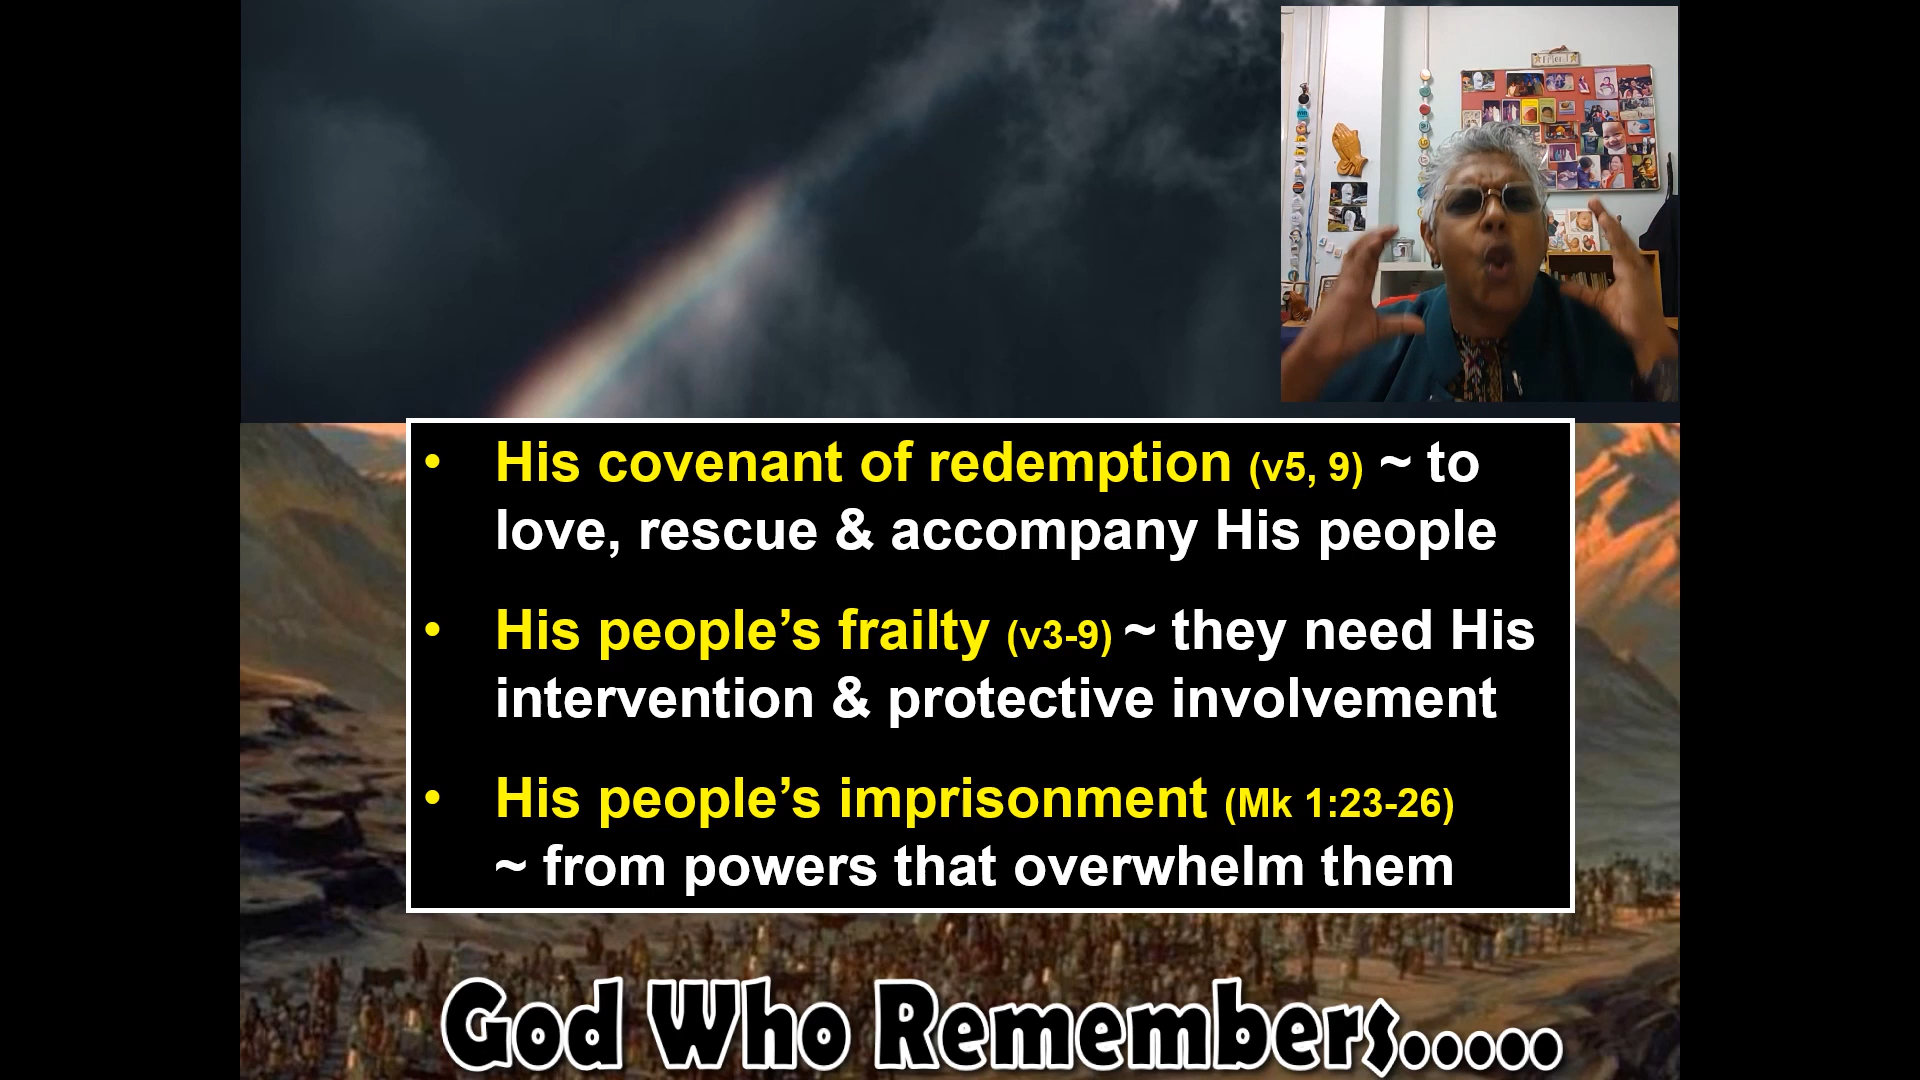 • His covenant of redemption (v5, 9) ~ to
love, rescue & accompany His people
• His people’s frailty (v3-9) ~ they need His
intervention & protective involvement
• His people’s imprisonment (Mk 1:23-26)
~ from powers that overwhelm them
God Who Remembers.....